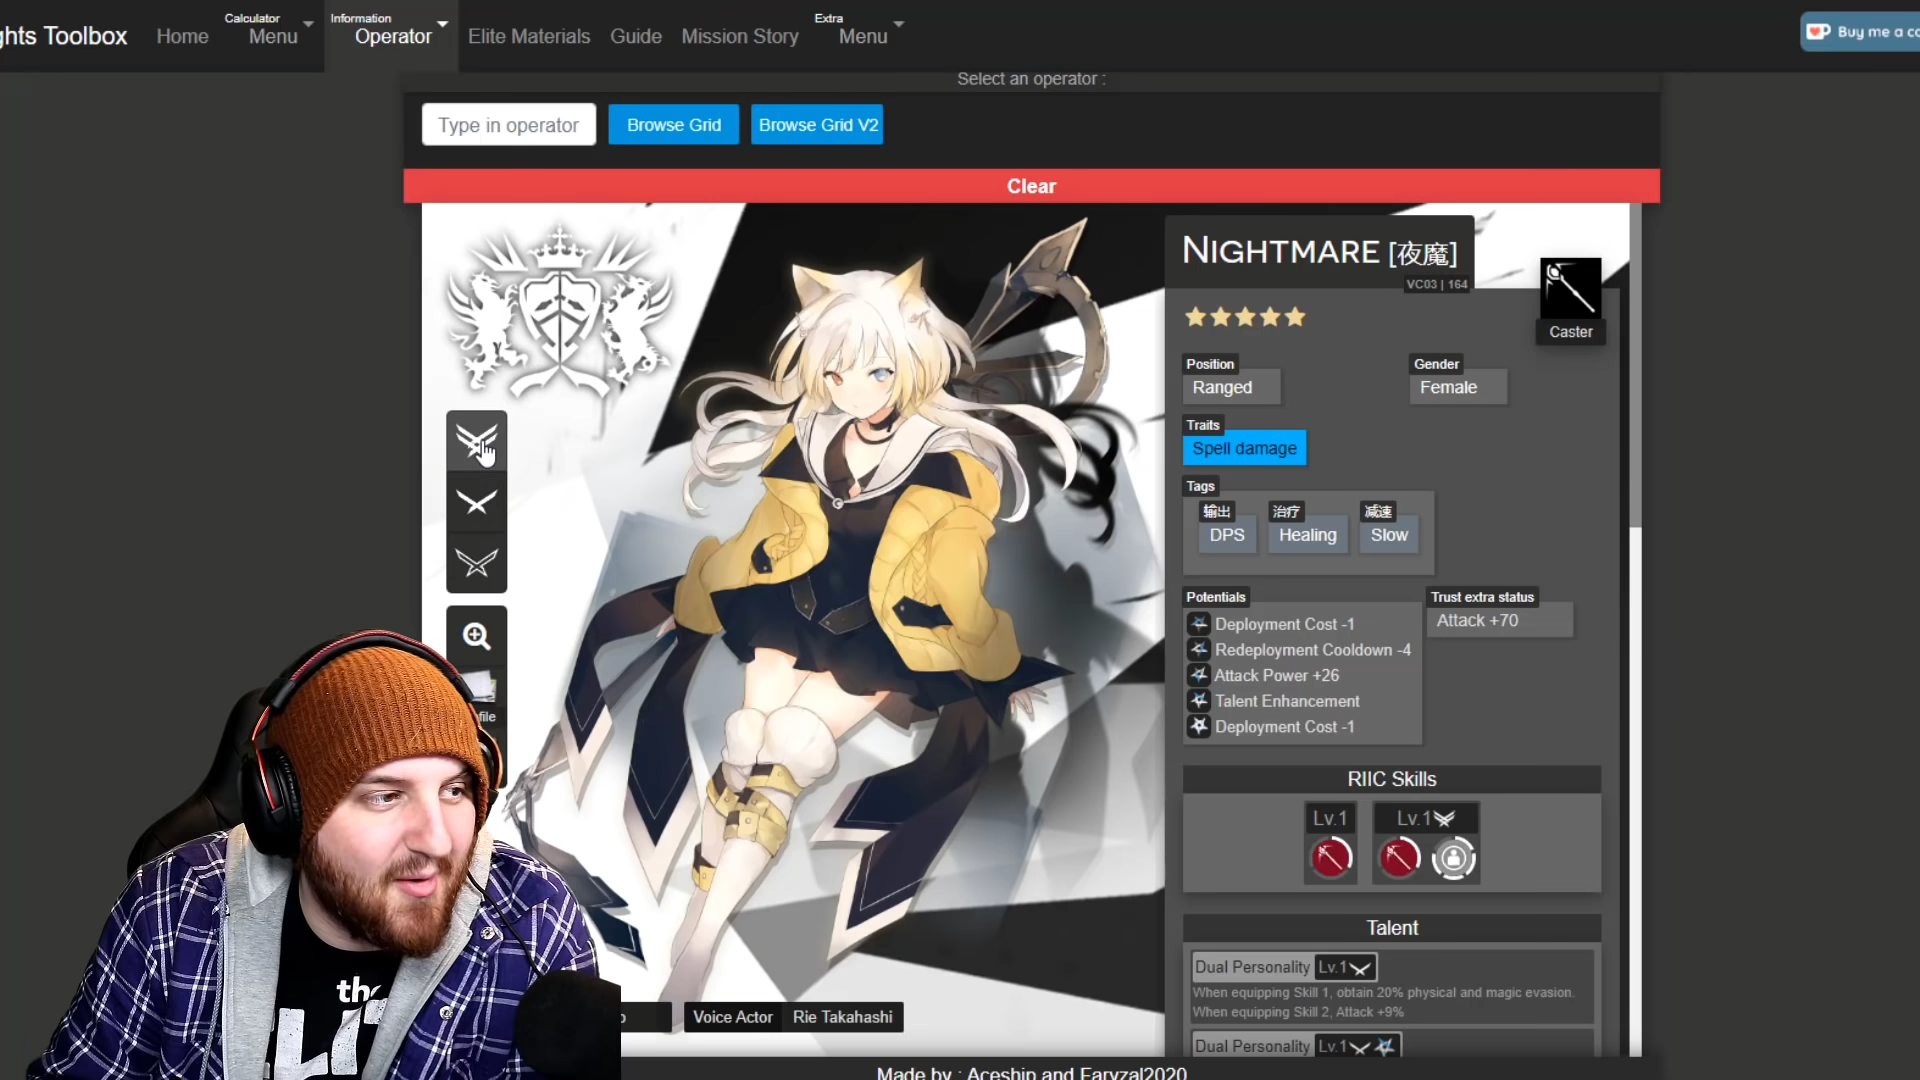 ghts Toolbox
Home
Calculator
Menu
Information
Operator
Elite Materials
Guide
Mission Story
Extra
Menu
Buy me a co
Select an operator :
Type in operator
Browse Grid
Browse Grid V2
Clear
NIGHTMARE [夜魔]
VC03 | 164
Caster
Position
Ranged
Gender
Female
Traits
Spell damage
Tags
输出
DPS
治疗
Healing
减速
Slow
Potentials
Deployment Cost -1
Redeployment Cooldown -4
Attack Power +26
Talent Enhancement
Deployment Cost -1
Trust extra status
Attack +70
RIIC Skills
Lv.1
Lv.1
Talent
Dual Personality Lv.1
When equipping Skill 1, obtain 20% physical and magic evasion.
When equipping Skill 2, Attack +9%
Dual Personality Lv.1
file
the
Voice Actor
Rie Takahashi
Made by : Aceship and Faryzal2020